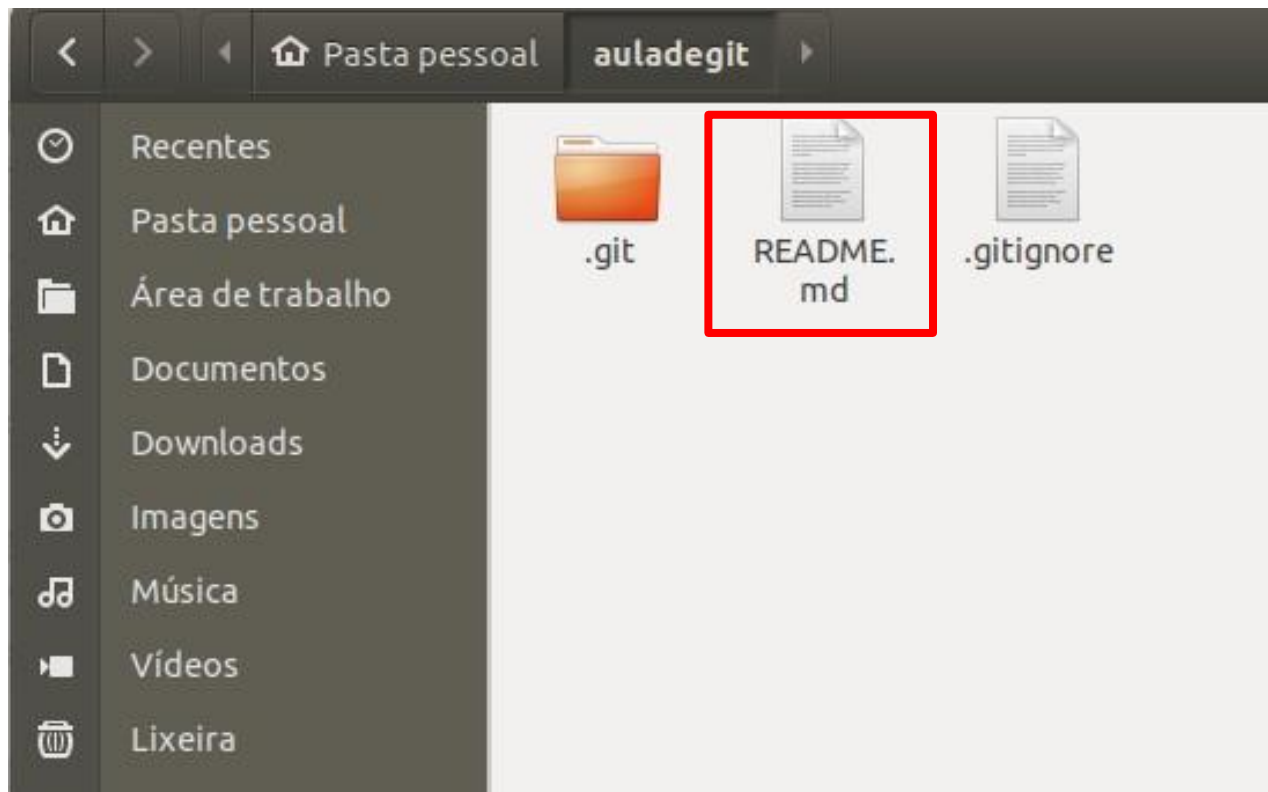 Pasta pessoal auladegit
Recentes
Pasta pessoal
Área de trabalho
Documentos
Downloads
Imagens
Música
Vídeos
Lixeira
.git
README.
md
.gitignore